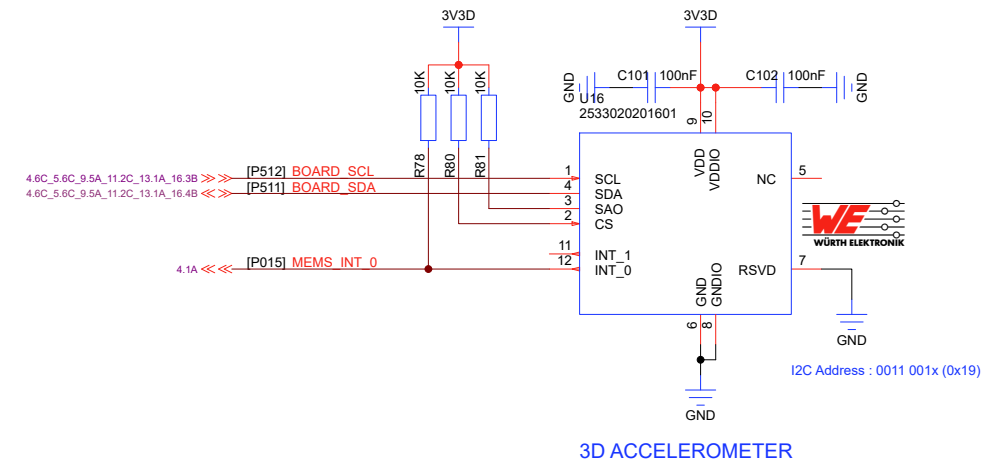 3V3D
3V3D
10K
10K
10K
R78
R80
R81
GND
C101
100nF
C102
100nF
GND
U16
2533020201601
9
10
VDD
VDDIO
4.6C_5.6C_9.5A_11.2C_13.1A_16.3B
[P512]
BOARD_SCL
1
SCL
4.6C_5.6C_9.5A_11.2C_13.1A_16.4B
[P511]
BOARD_SDA
4
SDA
3
SAO
2
CS
NC
5
WE
WÜRTH ELEKTRONIK
11
INT_1
4.1A
[P015]
MEMS_INT_0
12
INT_0
RSVD
7
GND
GNDIO
6
8
GND
GND
I2C Address : 0011 001x (0x19)
3D ACCELEROMETER